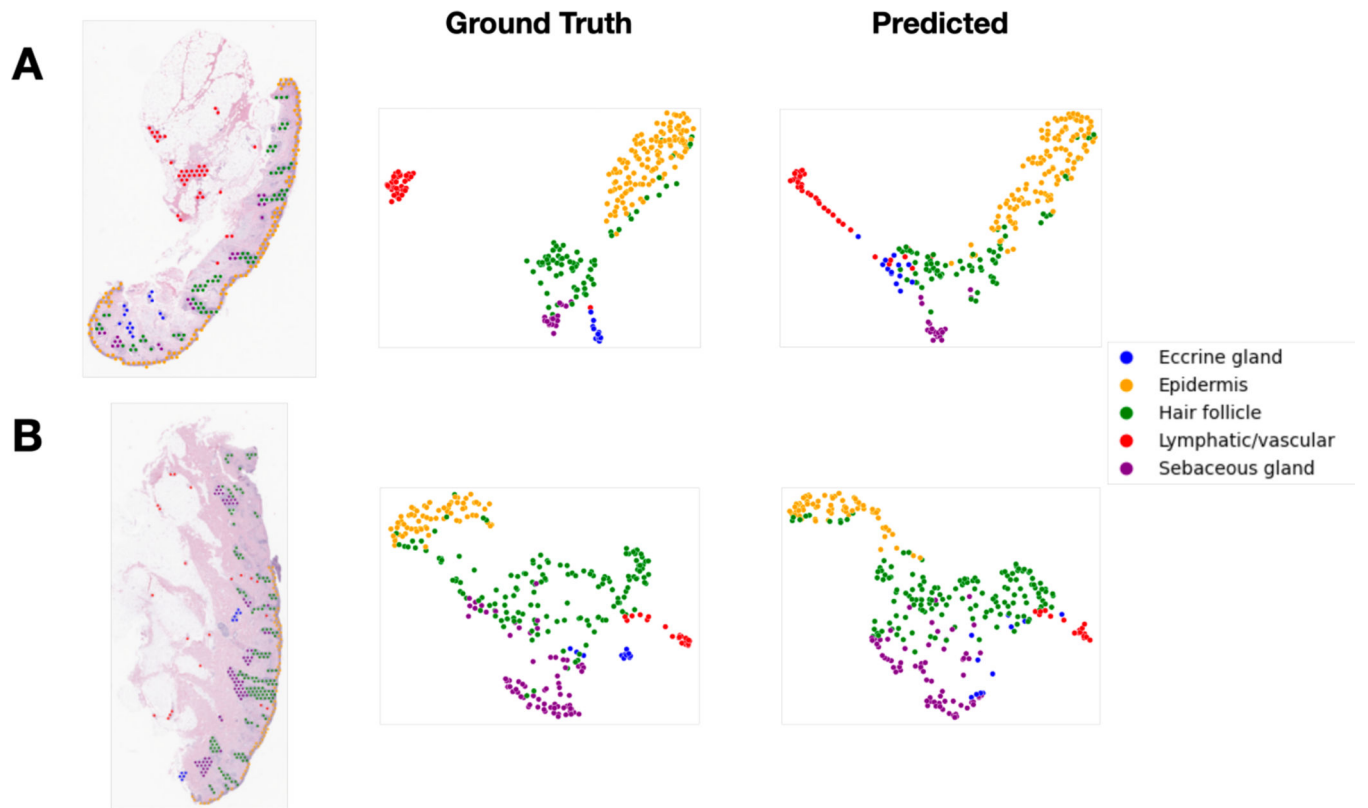 Ground Truth
Predicted
A
B
Eccrine gland
Epidermis
Hair follicle
Lymphatic/vascular
Sebaceous gland